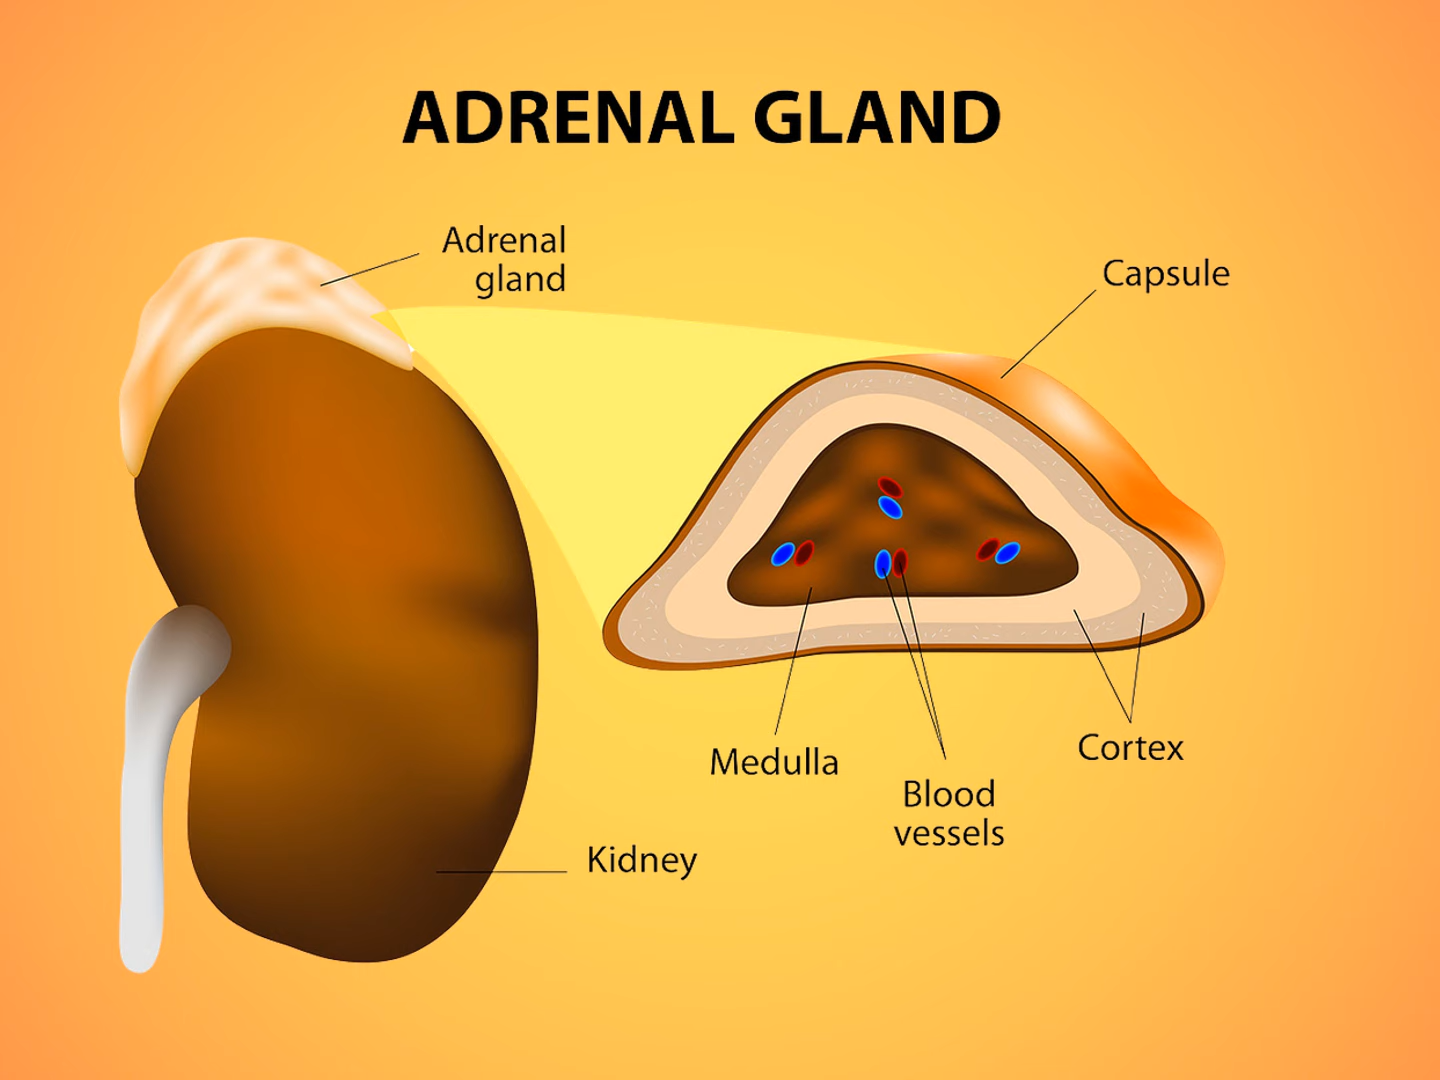 ADRENAL GLAND
Adrenal
gland
Capsule
Medulla
Blood
vessels
Cortex
Kidney